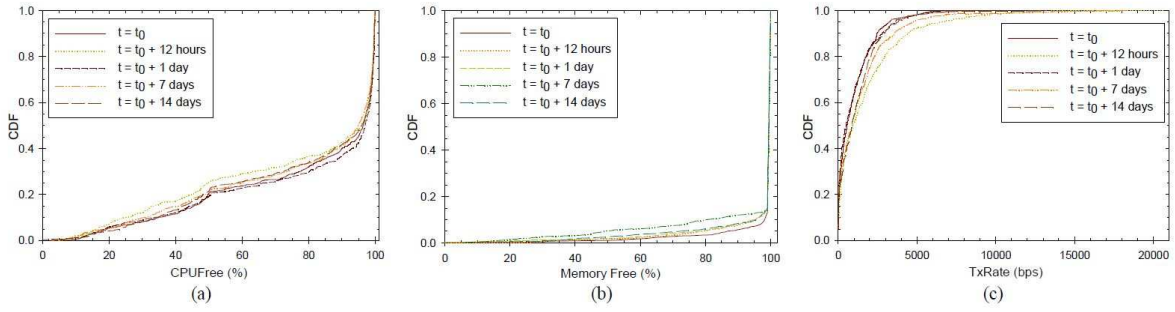 CDF
1.0
0.8
0.6
0.4
0.2
0.0
t = t0
t = t0 + 12 hours
t = t0 + 1 day
t = t0 + 7 days
t = t0 + 14 days
0 20 40 60 80 100
CPUFree (%)
(a)
CDF
1.0
0.8
0.6
0.4
0.2
0.0
t = t0
t = t0 + 12 hours
t = t0 + 1 day
t = t0 + 7 days
t = t0 + 14 days
0 20 40 60 80 100
Memory Free (%)
(b)
CDF
1.0
0.8
0.6
0.4
0.2
0.0
t = t0
t = t0 + 12 hours
t = t0 + 1 day
t = t0 + 7 days
t = t0 + 14 days
0 5000 10000 15000 20000
TxRate (bps)
(c)